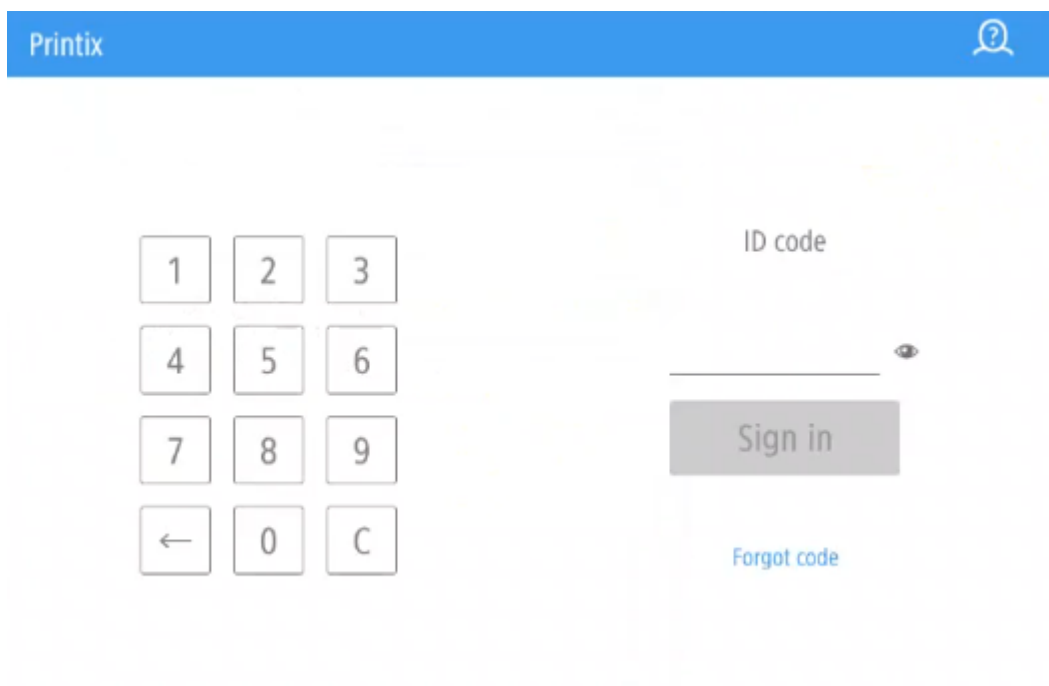 Printix
?
1 2 3
4 5 6
7 8 9
← 0 C
ID code
Sign in
Forgot code